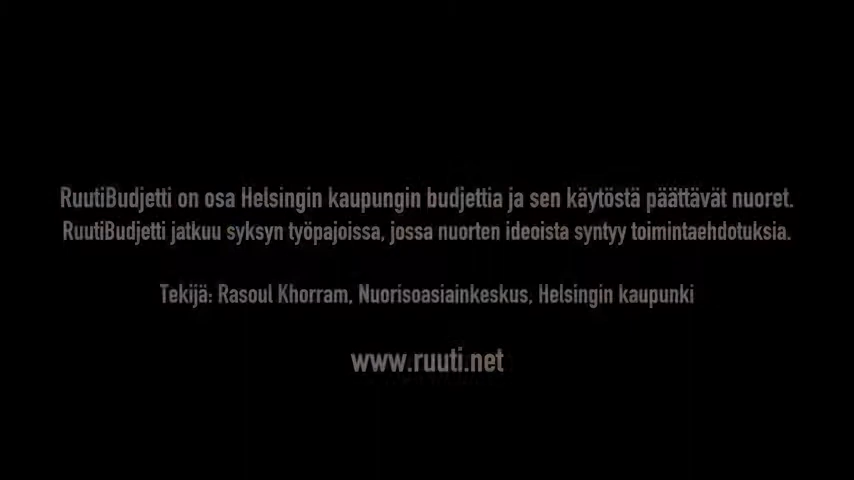 RuutiBudjetti on osa Helsingin kaupungin budjettia ja sen käytöstä päättävät nuoret.
RuutiBudjetti jatkuu syksyn työpajoissa, jossa nuorten ideoista syntyy toimintaehdotuksia.
Tekijä: Rasoul Khorram, Nuorisoasiainkeskus, Helsingin kaupunki
www.ruuti.net